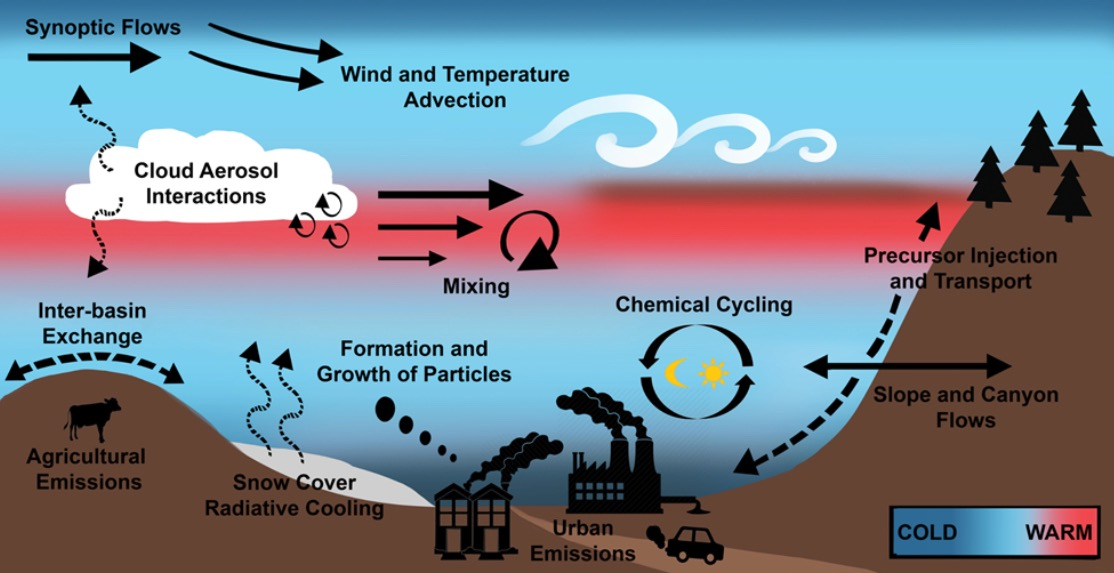 Synoptic Flows
Wind and Temperature
Advection
Cloud Aerosol
Interactions
Mixing
Precursor Injection
and Transport
Inter-basin
Exchange
Chemical Cycling
Formation and
Growth of Particles
Slope and Canyon
Flows
Agricultural
Emissions
Snow Cover
Radiative Cooling
Urban
Emissions
COLD WARM